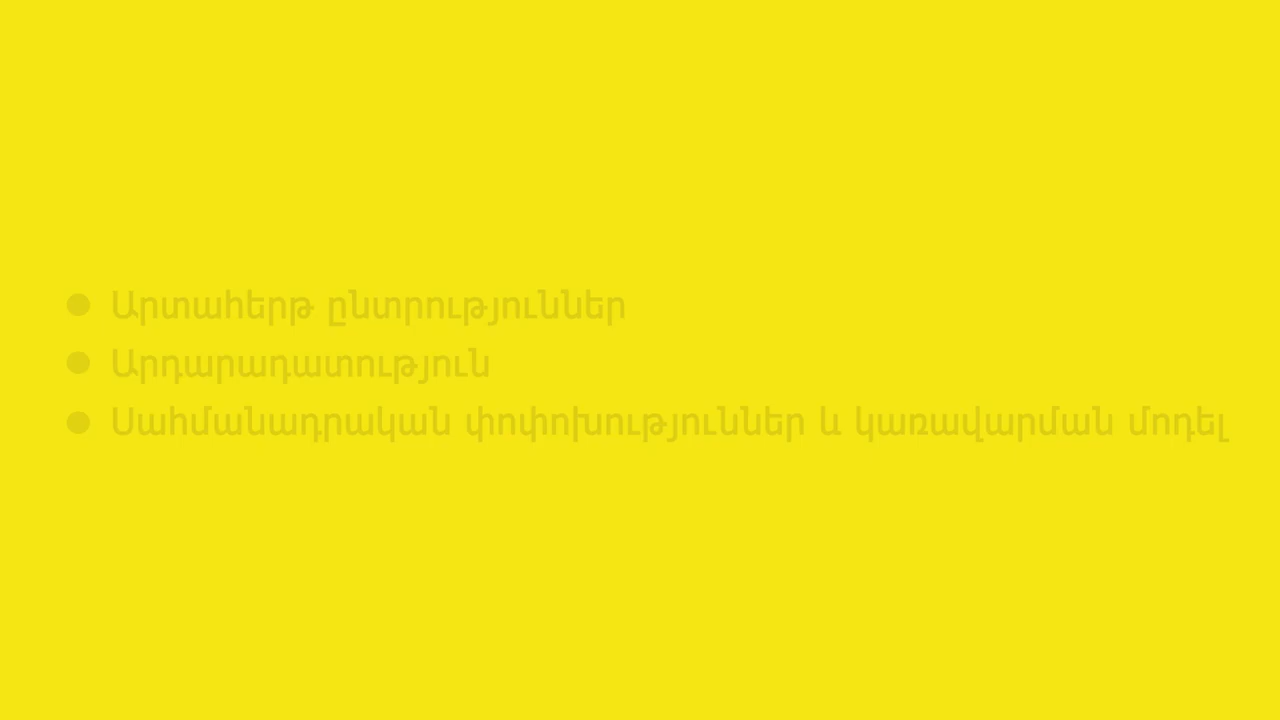 ● Արտահերթ ընտրություններ
● Արդարադատություն
● Սահմանադրական փոփոխություններ և կառավարման մոդել